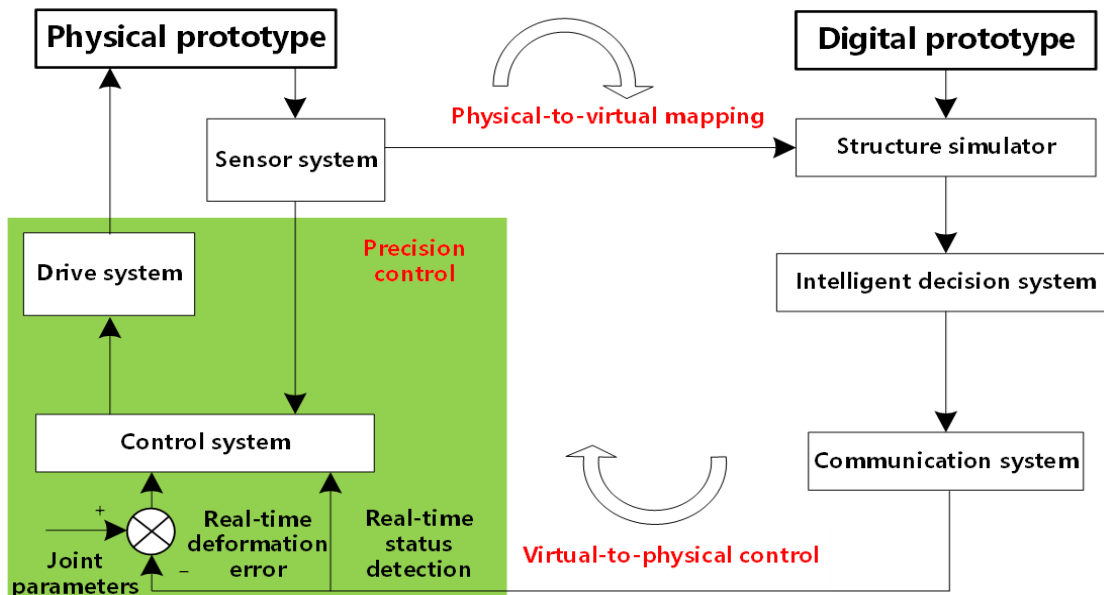 Physical prototype
Digital prototype
Physical-to-virtual mapping
Sensor system
Structure simulator
Precision
control
Drive system
Intelligent decision system
Control system
Communication system
+
Real-time
deformation
error
Real-time
status
detection
Joint
parameters
−
Virtual-to-physical control